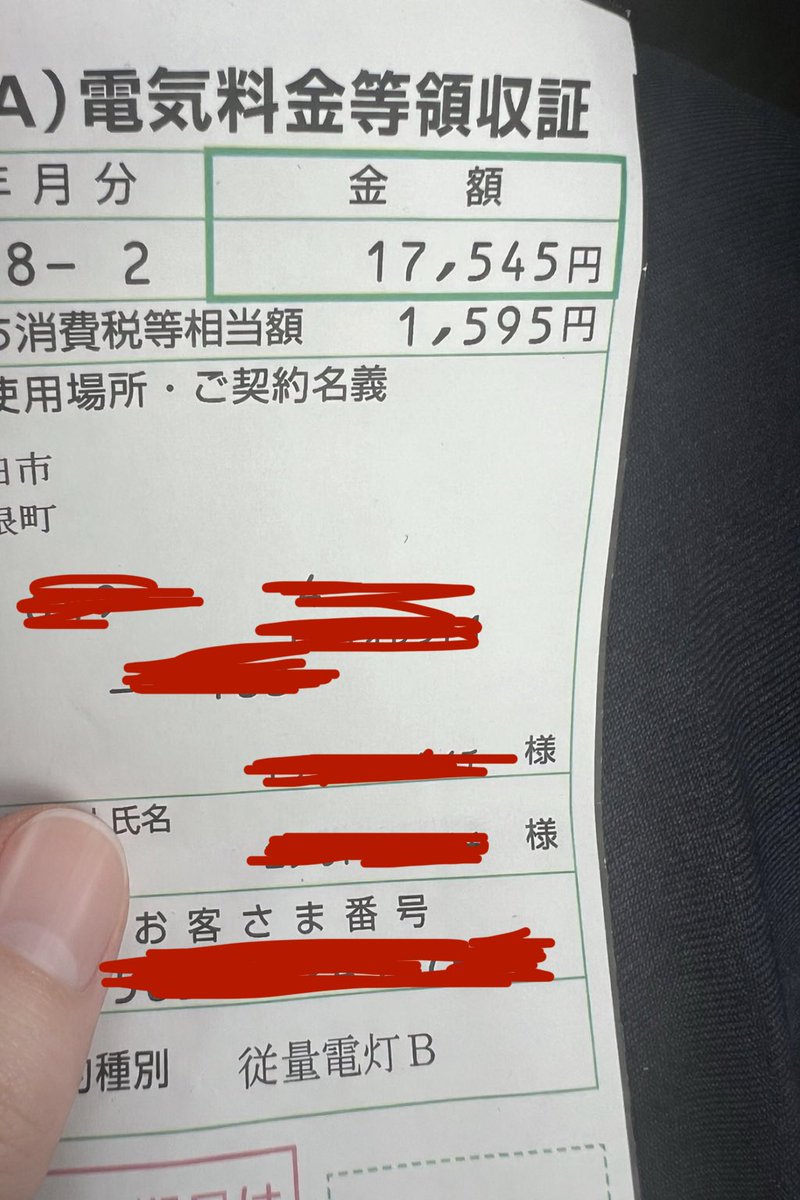 A)電気料金等領収証
年月分 金額
8- 2 17,545円
消費税等相当額 1,595円
使用場所・ご契約名義
市
町
様
氏名 様
お客さま番号
種別 従量電灯B